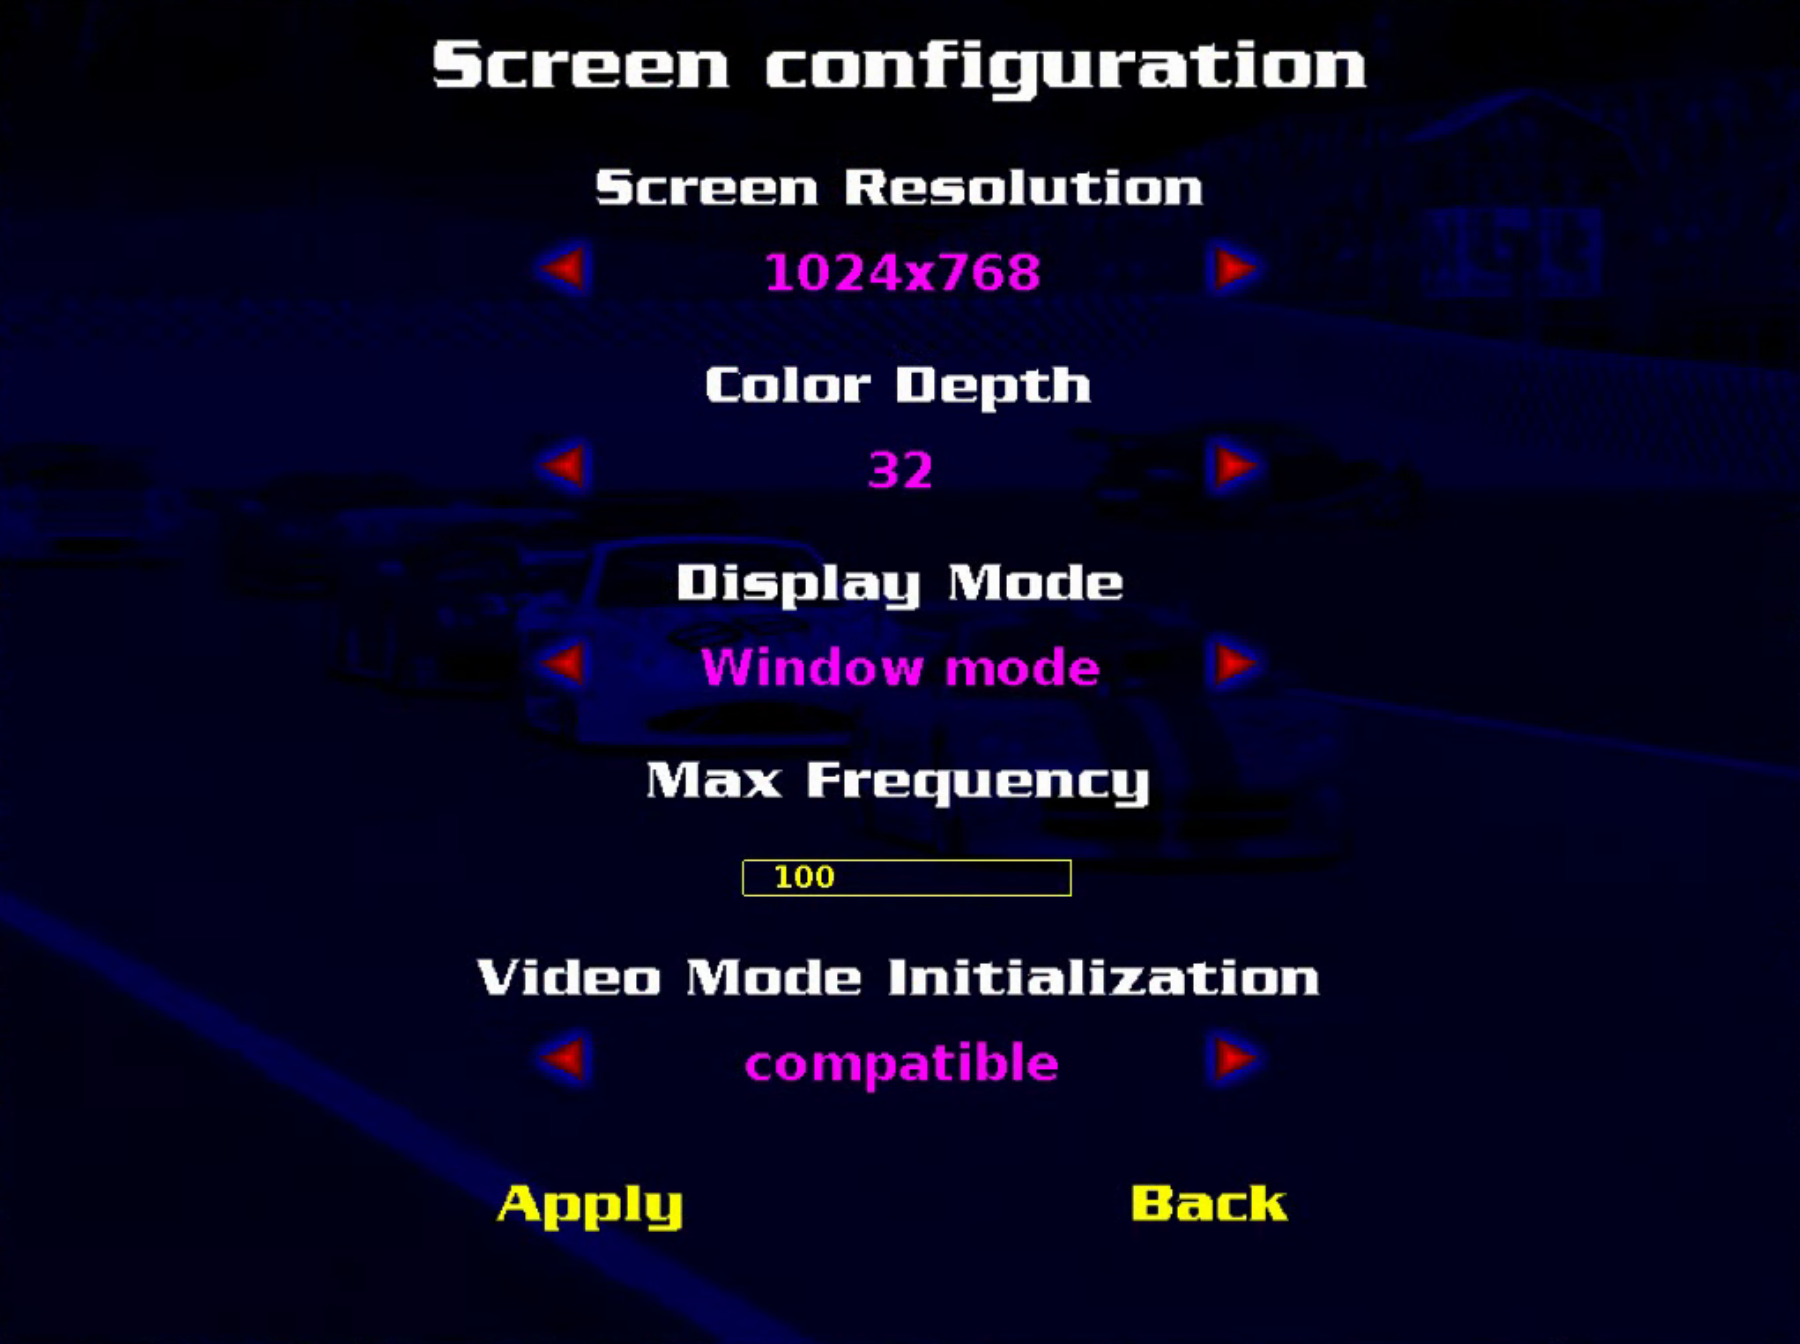 Screen configuration
Screen Resolution
1024x768
Color Depth
32
Display Mode
Window mode
Max Frequency
100
Video Mode Initialization
compatible
Apply
Back